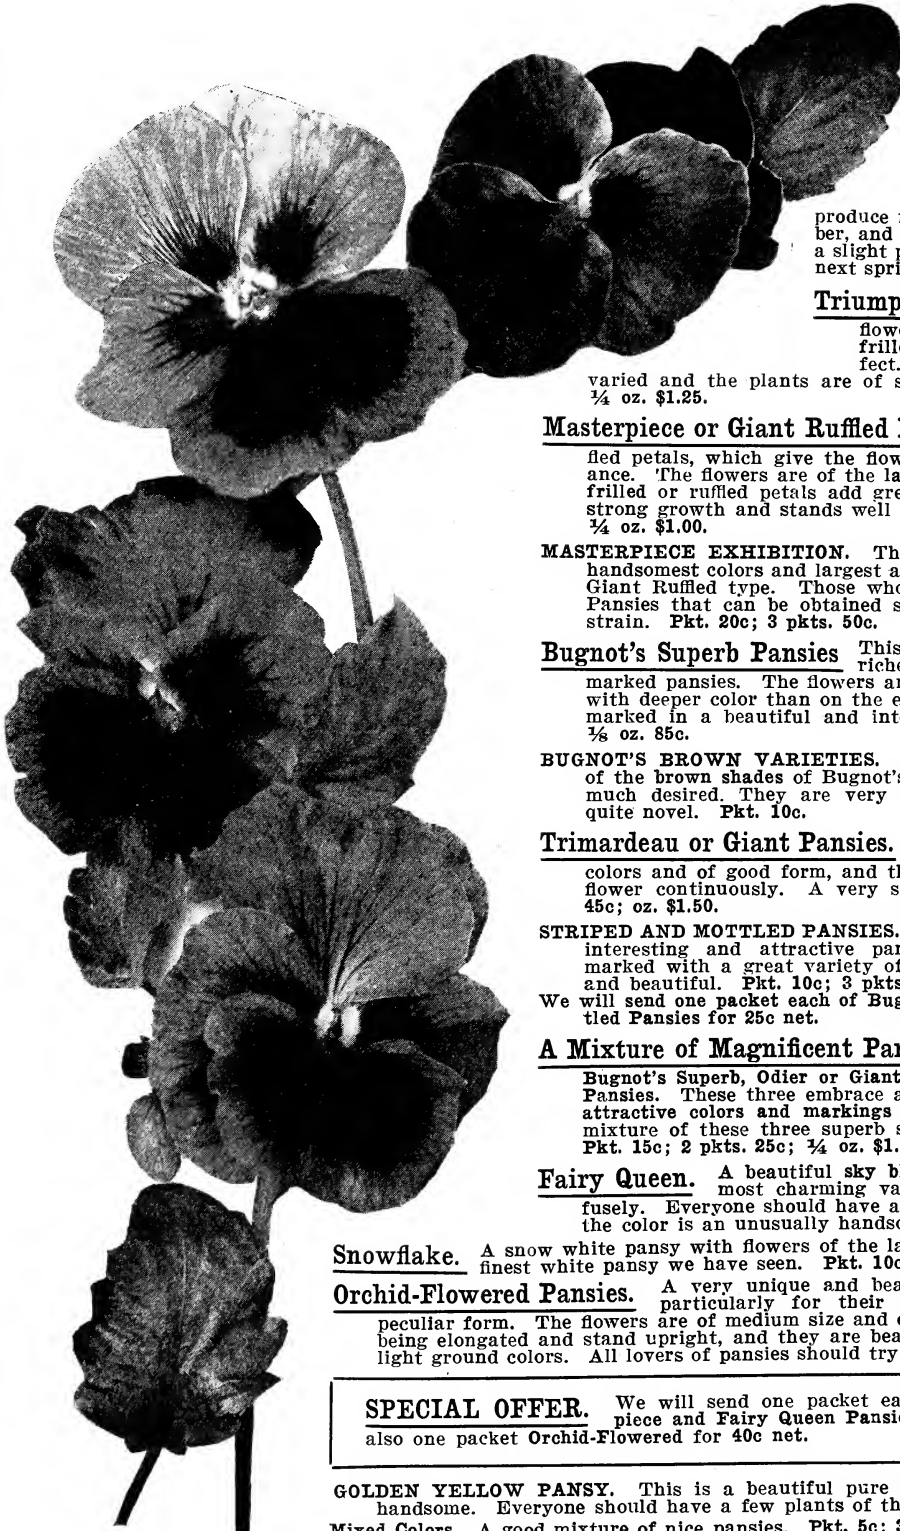 produce
ber, and
a slight
next spri
Triump
flow
frill
fect.
varied and the plants are of s
¼ oz. $1.25.
Masterpiece or Giant Ruffled
fled petals, which give the flow
ance. The flowers are of the la
frilled or ruffled petals add gre
strong growth and stands well
¼ oz. $1.00.
MASTERPIECE EXHIBITION. Th
handsomest colors and largest a
Giant Ruffled type. Those who
Pansies that can be obtained s
strain. Pkt. 20c; 3 pkts. 50c.
Bugnot's Superb Pansies This
riche
marked pansies. The flowers ar
with deeper color than on the e
marked in a beautiful and int
⅛ oz. 85c.
BUGNOT'S BROWN VARIETIES.
of the brown shades of Bugnot's
much desired. They are very
quite novel. Pkt. 10c.
Trimardeau or Giant Pansies.
colors and of good form, and th
flower continuously. A very s
45c; oz. $1.50.
STRIPED AND MOTTLED PANSIES.
interesting and attractive pan
marked with a great variety of
and beautiful. Pkt. 10c; 3 pkts
We will send one packet each of Bug
tled Pansies for 25c net.
A Mixture of Magnificent Pan
Bugnot's Superb, Odier or Giant
Pansies. These three embrace a
attractive colors and markings
mixture of these three superb s
Pkt. 15c; 2 pkts. 25c; ¼ oz. $1.
Fairy Queen. A beautiful sky bl
most charming va
fusely. Everyone should have a
the color is an unusually handso
Snowflake. A snow white pansy with flowers of the la
finest white pansy we have seen. Pkt. 10c
Orchid-Flowered Pansies. A very unique and bea
particularly for their
peculiar form. The flowers are of medium size and
being elongated and stand upright, and they are bea
light ground colors. All lovers of pansies should try
SPECIAL OFFER. We will send one packet ea
piece and Fairy Queen Pansie
also one packet Orchid-Flowered for 40c net.
GOLDEN YELLOW PANSY. This is a beautiful pure
handsome. Everyone should have a few plants of th
Mixed Colors. A good mixture of nice pansies. Pkt. 5c; 3